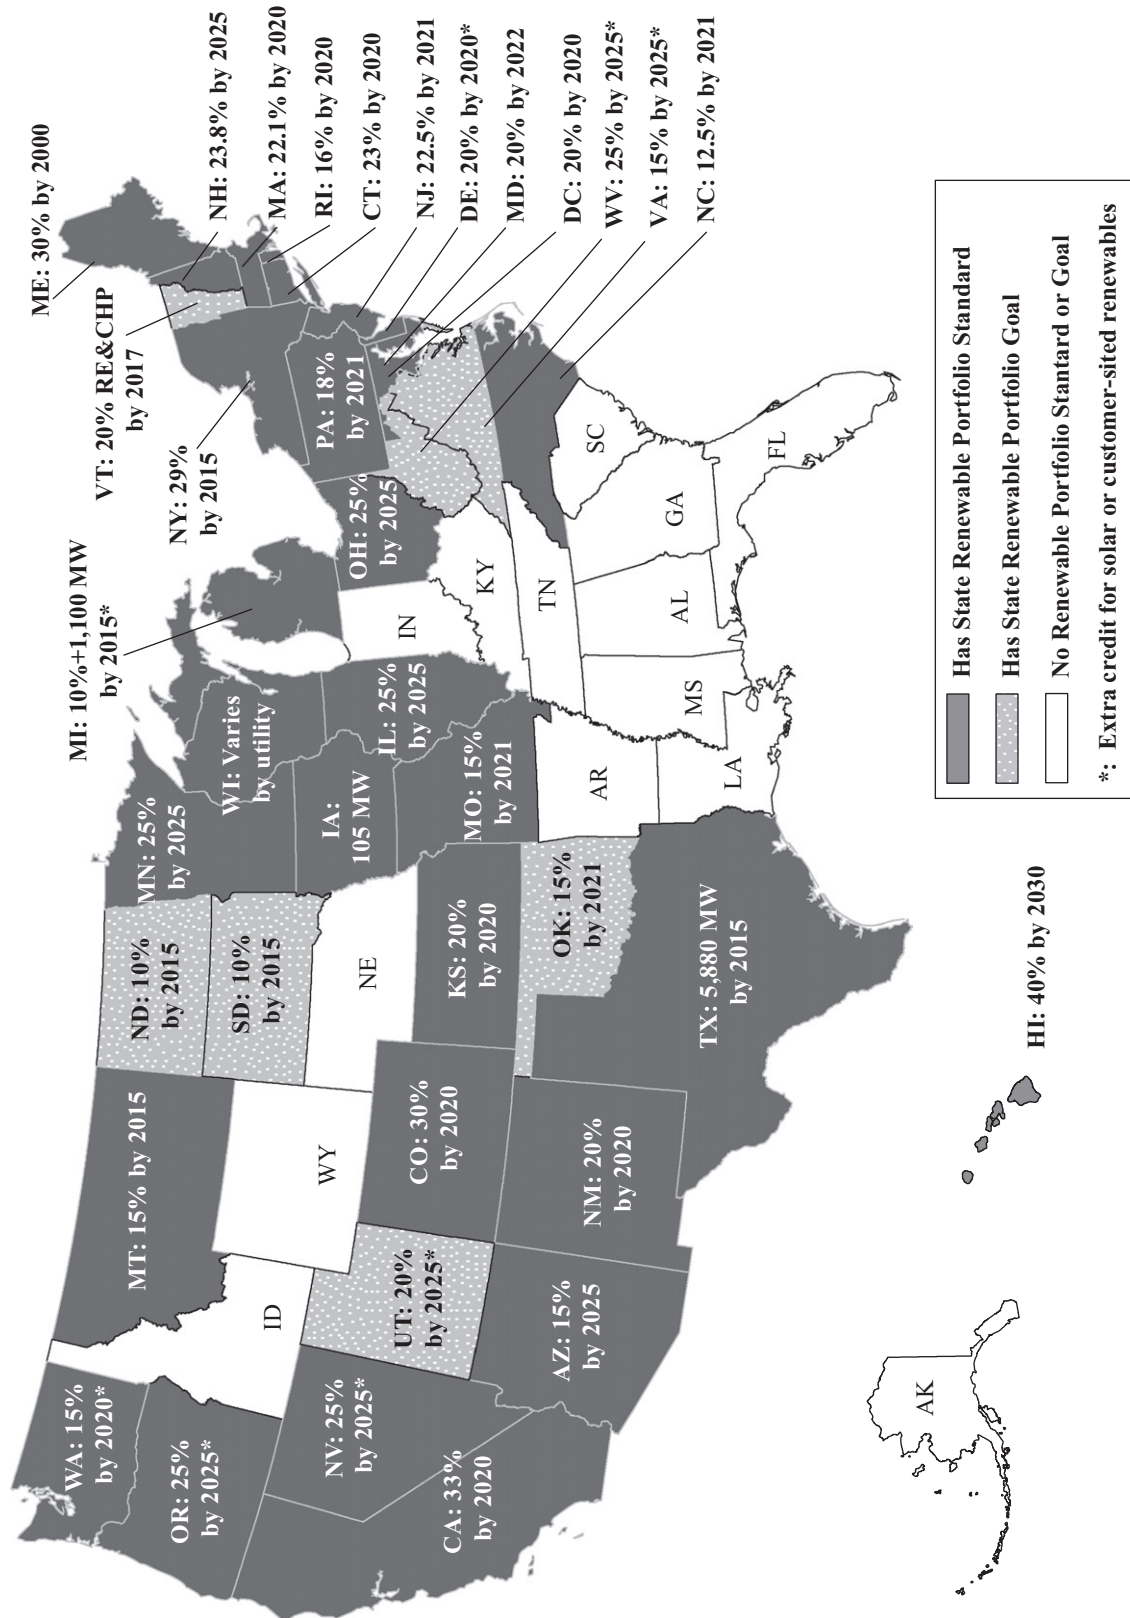 ME: 30% by 2000
VT: 20% RE&CHP
by 2017
NH: 23.8% by 2025
MA: 22.1% by 2020
RI: 16% by 2020
CT: 23% by 2020
NJ: 22.5% by 2021
DE: 20% by 2020*
MD: 20% by 2022
DC: 20% by 2020
WV: 25% by 2025*
VA: 15% by 2025*
NC: 12.5% by 2021
NY: 29%
by 2015
MI: 10%+1,100 MW
by 2015*
WA: 15%
by 2020*
OR: 25%
by 2025*
CA: 33%
by 2020
NV: 25%
by 2025*
ID
MT: 15% by 2015
WY
UT: 20%
by 2025*
AZ: 15%
by 2025
CO: 30%
by 2020
NM: 20%
by 2020
ND: 10%
by 2015
SD: 10%
by 2015
NE
KS: 20%
by 2020
OK: 15%
by 2021
TX: 5,880 MW
by 2015
MN: 25%
by 2025
IA:
105 MW
MO: 15%
by 2021
AR
LA
WI: Varies
by utility
IL: 25%
by 2025
IN
OH: 25%
by 2025
PA: 18%
by 2021
KY
TN
MS
AL
GA
SC
FL
AK
HI: 40% by 2030
Has State Renewable Portfolio Standard
Has State Renewable Portfolio Goal
No Renewable Portfolio Stantard or Goal
*: Extra credit for solar or customer-sited renewables